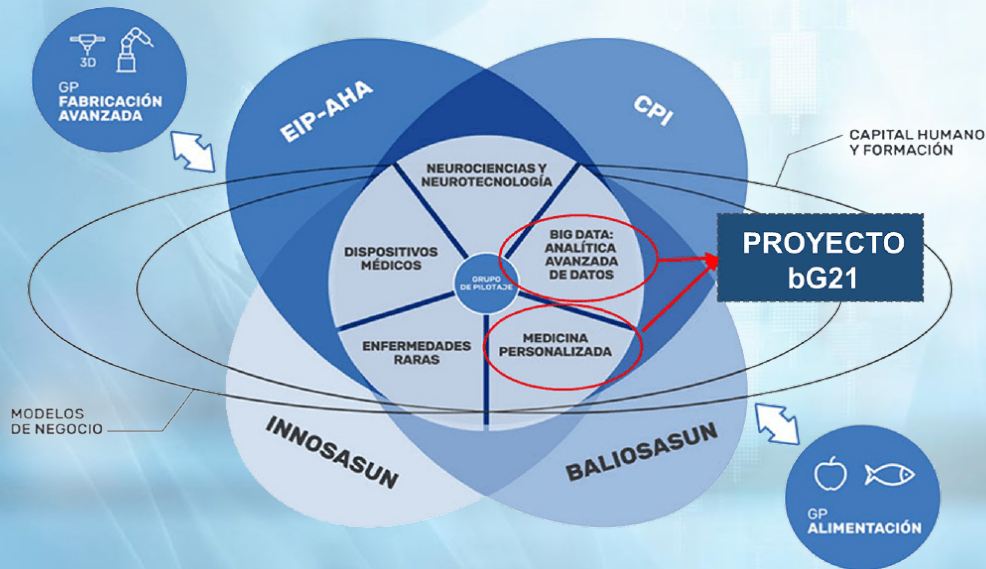 3D
GP
FABRICACIÓN
AVANZADA
EIP-AHA
CPI
CAPITAL HUMANO
Y FORMACIÓN
NEUROCIENCIAS Y
NEUROTECNOLOGÍA
DISPOSITIVOS
MÉDICOS
BIG DATA:
ANALÍTICA
AVANZADA
DE DATOS
PROYECTO
bG21
GRUPO
DE PILOTAJE
ENFERMEDADES
RARAS
MEDICINA
PERSONALIZADA
MODELOS
DE NEGOCIO
INNOSASUN
BALIOSASUN
GP
ALIMENTACIÓN